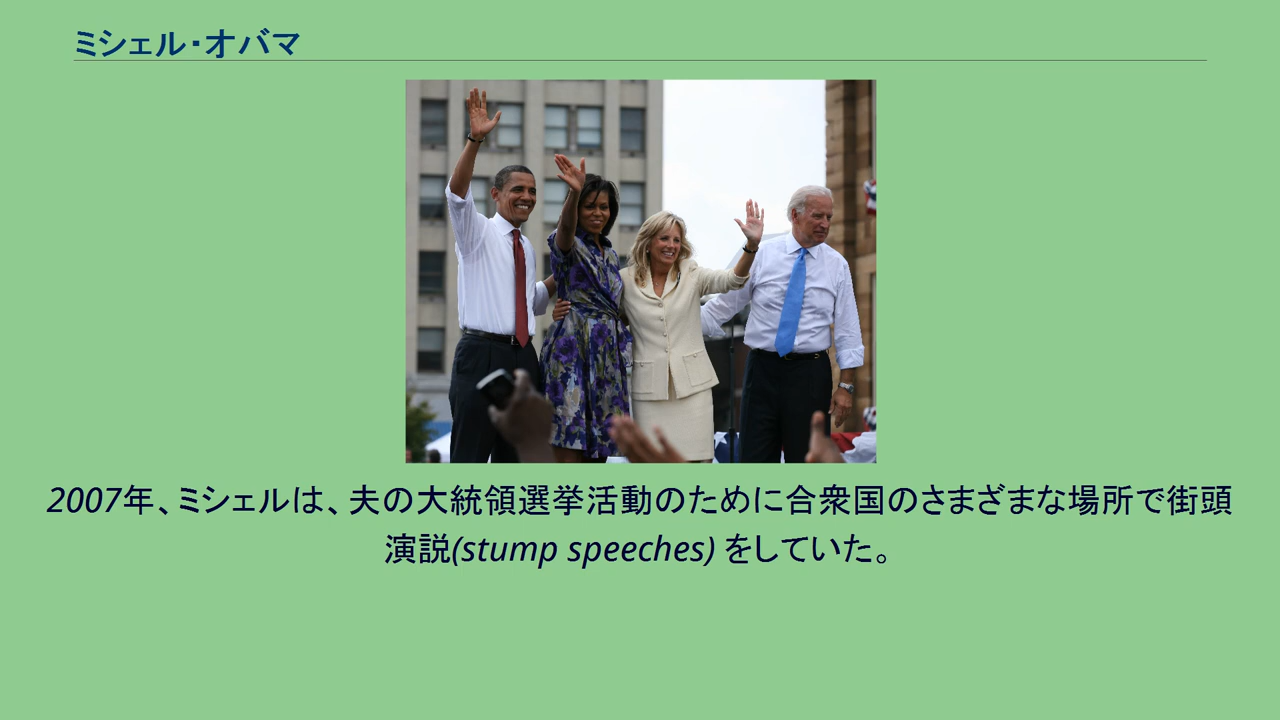 ミシェル・オバマ
2007年、ミシェルは、夫の大統領選挙活動のために合衆国のさまざまな場所で街頭
演説(stump speeches) をしていた。